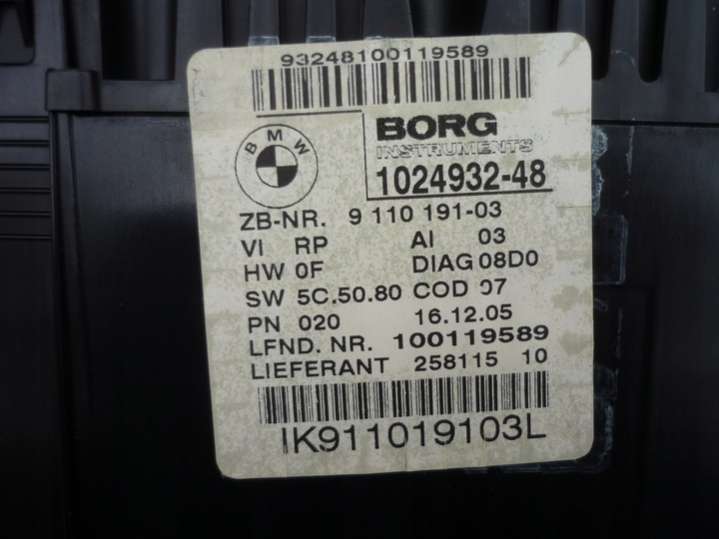 93248100119589
BMW
BORG
INSTRUMENTS
1024932-48
ZB-NR. 9 110 191-03
VI RP AI 03
HW 0F DIAG 08D0
SW 5C.50.80 COD 07
PN 020 16.12.05
LFND. NR. 100119589
LIEFERANT 258115 10
IK911019103L